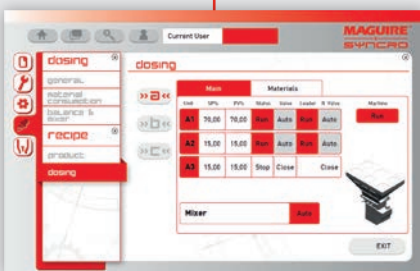 Current User
MAGUIRE
SYNCRO
dosing
general
material consumption
balance & mixer
recipe
product
dosing
dosing
Main Materials
Unit SP% PV% Status Valve Loader R. Valve
Machine
Run
>> a <<
>> b <<
>> c <<
A1 70,00 70,00 Run Auto Run Auto
A2 15,00 15,00 Run Auto Run Auto
A3 15,00 15,00 Stop Close Close
Mixer Auto
EXIT